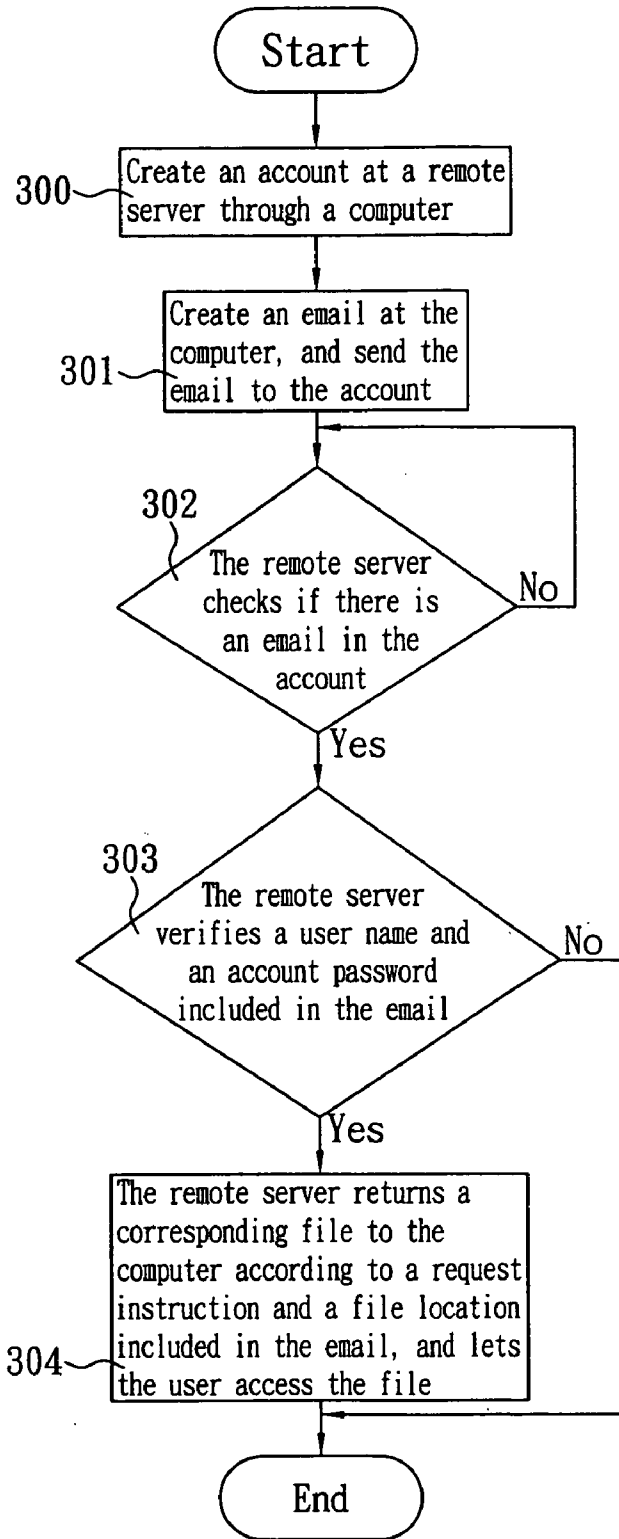 Start
300
Create an account at a remote
server through a computer
301
Create an email at the
computer, and send the
email to the account
302
The remote server
checks if there is
an email in the
account
No
Yes
303
The remote server
verifies a user name and
an account password
included in the email
No
Yes
304
The remote server returns a
corresponding file to the
computer according to a request
instruction and a file location
included in the email, and lets
the user access the file
End